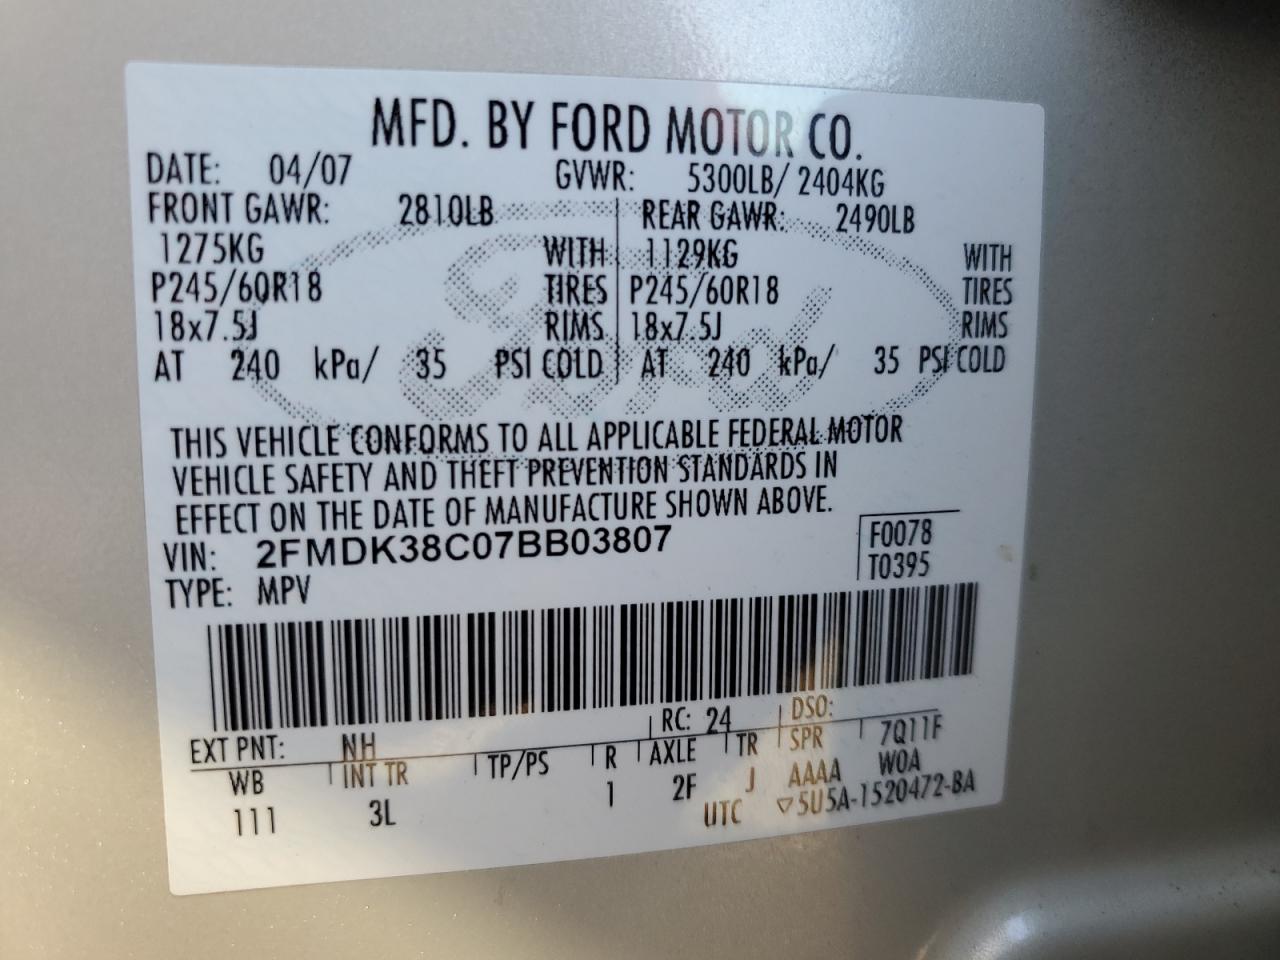 MFD. BY FORD MOTOR CO.
DATE: 04/07 GVWR: 5300LB/ 2404KG
FRONT GAWR: 2810LB REAR GAWR: 2490LB
1275KG WITH 1129KG WITH
P245/60R18 TIRES P245/60R18 TIRES
18x7.5J RIMS 18x7.5J RIMS
AT 240 kPa/ 35 PSI COLD AT 240 kPa/ 35 PSI COLD
Ford
THIS VEHICLE CONFORMS TO ALL APPLICABLE FEDERAL MOTOR
VEHICLE SAFETY AND THEFT PREVENTION STANDARDS IN
EFFECT ON THE DATE OF MANUFACTURE SHOWN ABOVE.
VIN: 2FMDK38C07BB03807 F0078
TYPE: MPV T0395
EXT PNT: NH RC: 24 DSO:
WB INT TR TP/PS R AXLE TR SPR 7Q11F
111 3L 1 2F J AAAA WOA
UTC ▽5U5A-1520472-BA